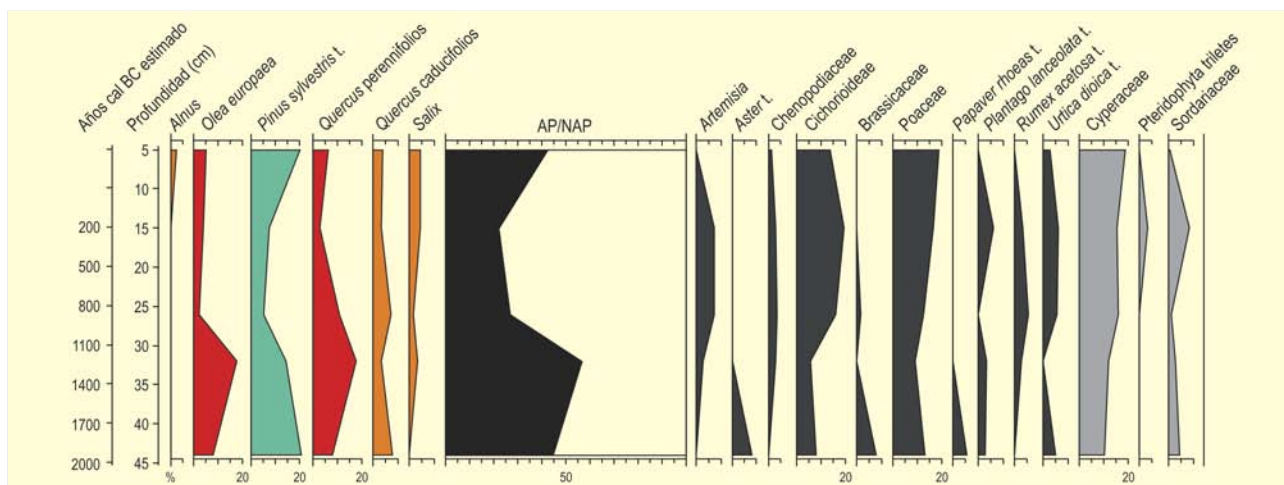 Años cal BC estimado
Profundidad (cm)
Alnus
Olea europaea
Pinus sylvestris t.
Quercus perennifolios
Quercus caducifolios
Salix
AP/NAP
Artemisia
Aster t.
Chenopodiaceae
Cichorioideae
Brassicaceae
Poaceae
Papaver rhoeas t.
Plantago lanceolata t.
Rumex acetosa t.
Urtica dioica t.
Cyperaceae
Pteridophyta triletes
Sordariaceae
5
10
200 15
500 20
800 25
1100 30
1400 35
1700 40
2000 45
% 20 20 20 50 20 20 20